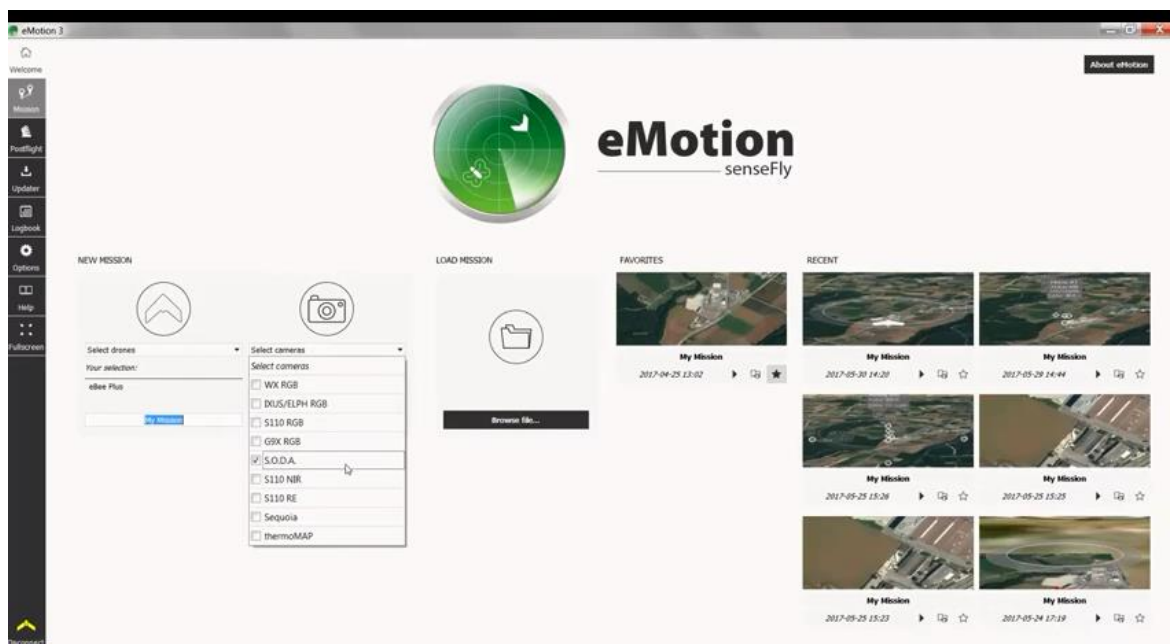 eMotion 3
Welcome
Mission
Postflight
Updater
Logbook
Options
Help
Fullscreen
Disconnect
About eMotion
eMotion
senseFly
NEW MISSION
Select drones
Your selection:
eBee Plus
My Mission
Select cameras
Select cameras
WX RGB
IXUS/ELPH RGB
S110 RGB
G9X RGB
S.O.D.A.
S110 NIR
S110 RE
Sequoia
thermoMAP
LOAD MISSION
Browse file...
FAVORITES
My Mission
2017-04-25 13:02
RECENT
My Mission
2017-05-30 14:20
My Mission
2017-05-29 14:44
My Mission
2017-05-25 15:26
My Mission
2017-05-25 15:25
My Mission
2017-05-25 15:23
My Mission
2017-05-24 17:19